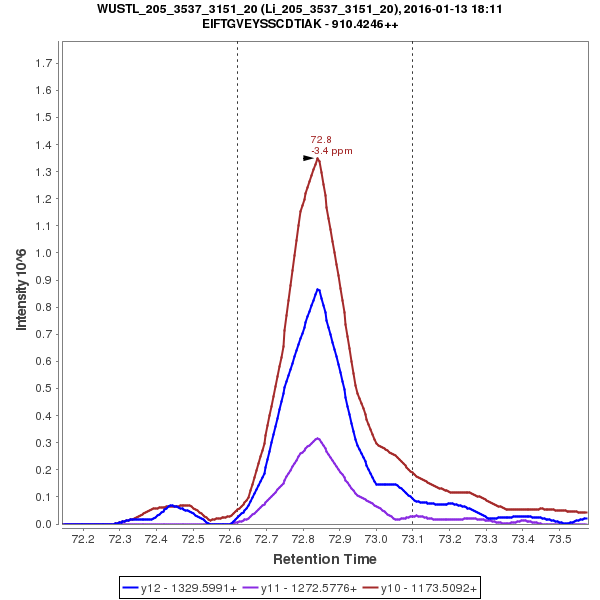 WUSTL_205_3537_3151_20 (Li_205_3537_3151_20), 2016-01-13 18:11
EIFTGVEYSSCDTIAK - 910.4246++
1.7
1.6
1.5
1.4
1.3
1.2
1.1
1.0
0.9
0.8
0.7
0.6
0.5
0.4
0.3
0.2
0.1
0.0
Intensity 10^6
72.8
-3.4 ppm
72.2 72.3 72.4 72.5 72.6 72.7 72.8 72.9 73.0 73.1 73.2 73.3 73.4 73.5
Retention Time
y12 - 1329.5991+ y11 - 1272.5776+ y10 - 1173.5092+